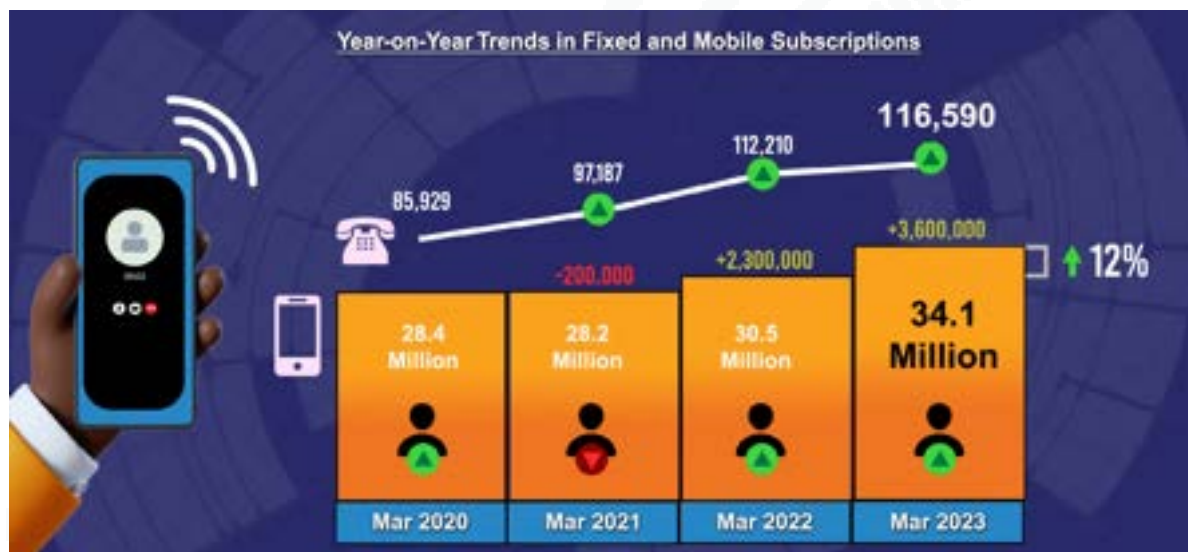 Year-on-Year Trends in Fixed and Mobile Subscriptions
116,590
112,210
97,187
85,929
+3,600,000
+2,300,000
-200,000
12%
28.4
Million
28.2
Million
30.5
Million
34.1
Million
Mar 2020
Mar 2021
Mar 2022
Mar 2023